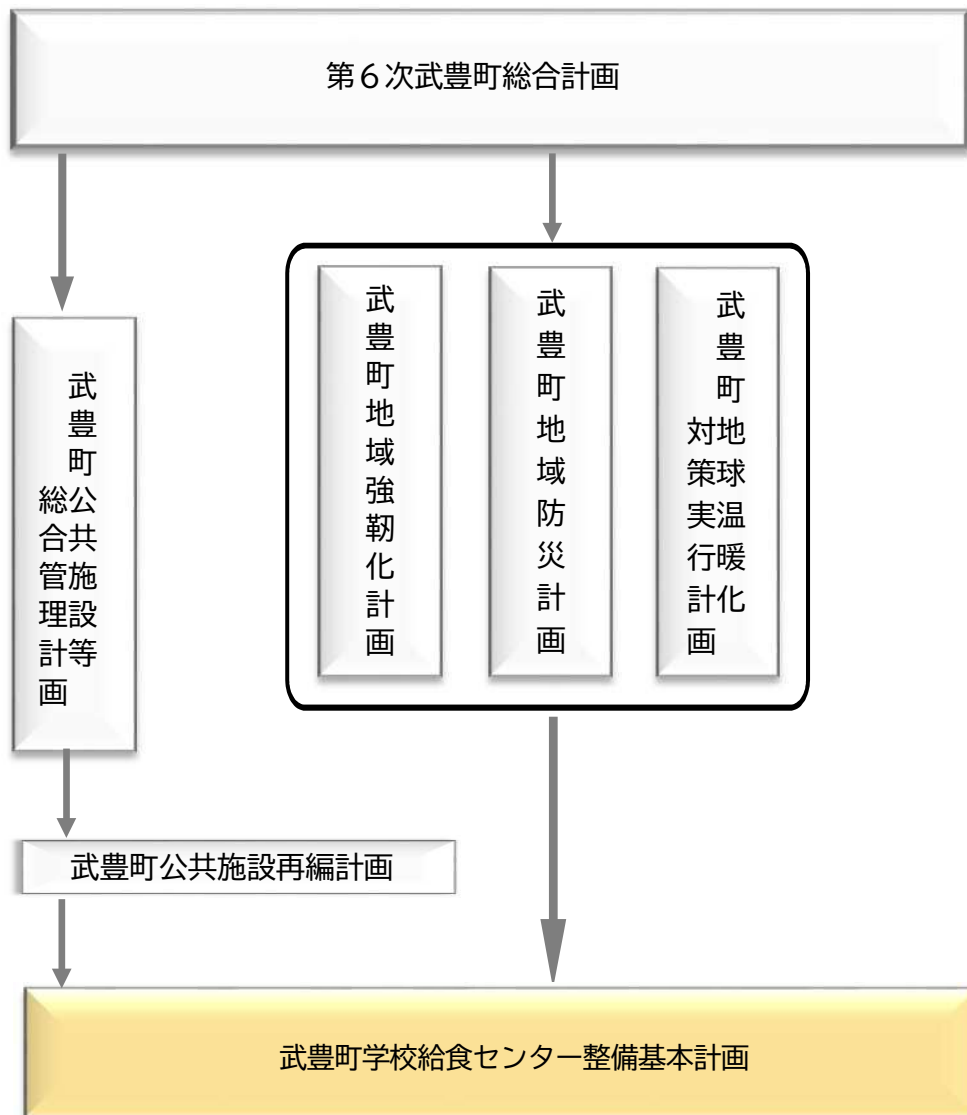 第６次武豊町総合計画
武豊町公共施設等
総合管理計画
武豊町地域強靭化計画
武豊町地域防災計画
武豊町地球温暖化
対策実行計画
武豊町公共施設再編計画
武豊町学校給食センター整備基本計画